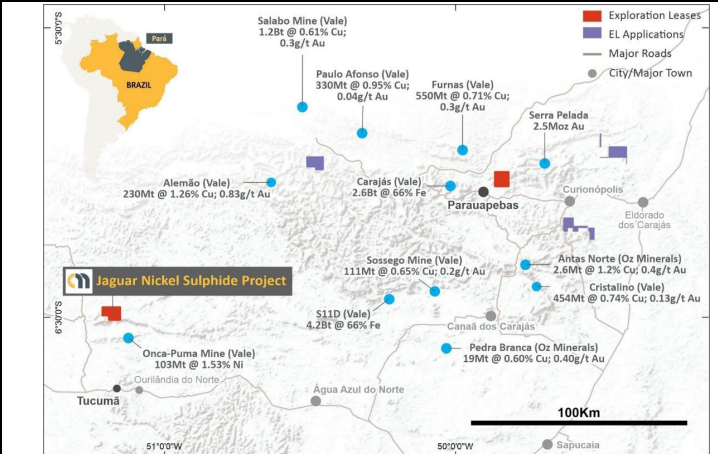 5°30'0"S
Pará
BRAZIL
Salabo Mine (Vale)
1.2Bt @ 0.61% Cu;
0.3g/t Au
Exploration Leases
EL Applications
Major Roads
City/Major Town
Paulo Afonso (Vale)
330Mt @ 0.95% Cu;
0.04g/t Au
Furnas (Vale)
550Mt @ 0.71% Cu;
0.3g/t Au
Serra Pelada
2.5Moz Au
Alemão (Vale)
230Mt @ 1.26% Cu; 0.83g/t Au
Carajás (Vale)
2.6Bt @ 66% Fe
Parauapebas
Curionópolis
Eldorado
dos Carajás
Sossego Mine (Vale)
111Mt @ 0.65% Cu; 0.2g/t Au
Antas Norte (Oz Minerals)
2.6Mt @ 1.2% Cu; 0.4g/t Au
Jaguar Nickel Sulphide Project
Cristalino (Vale)
454Mt @ 0.74% Cu; 0.13g/t Au
6°30'0"S
S11D (Vale)
4.2Bt @ 66% Fe
Canaã dos Carajás
Onca-Puma Mine (Vale)
103Mt @ 1.53% Ni
Pedra Branca (Oz Minerals)
19Mt @ 0.60% Cu; 0.40g/t Au
Ourilândia do Norte
Tucumã
Água Azul do Norte
100Km
51°0'0"W
50°0'0"W
Sapucaia